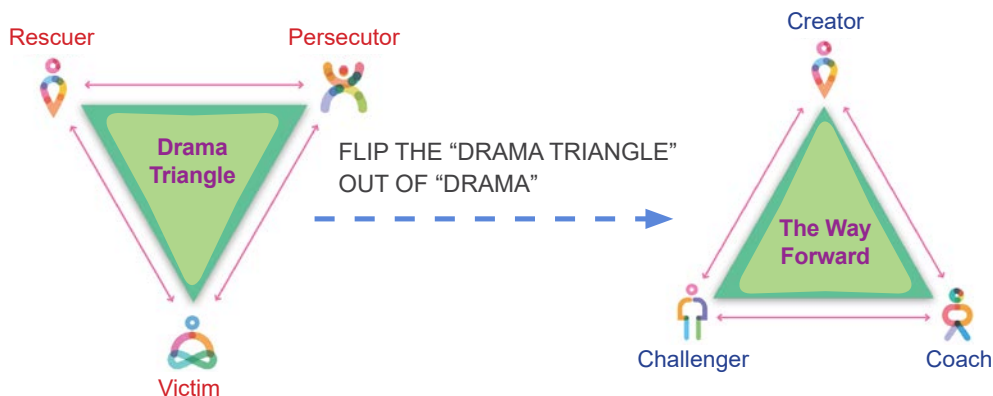 Rescuer
Persecutor
Drama
Triangle
Victim
FLIP THE “DRAMA TRIANGLE”
OUT OF “DRAMA”
Creator
The Way
Forward
Challenger
Coach